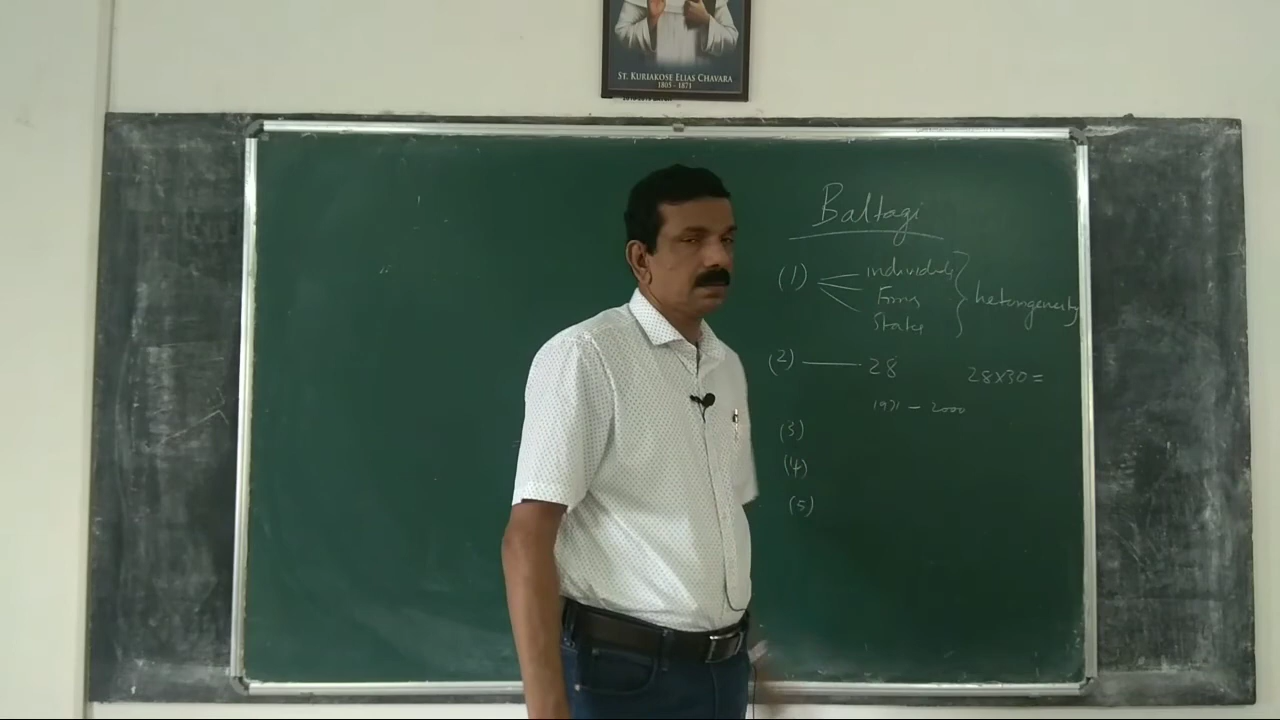 ST. KURIAKOSE ELIAS CHAVARA
1805 - 1871
Baltagi
(1) individuals
Firms
States
heterogeneity
(2) 28 28x30=
1971 - 2000
(3)
(4)
(5)